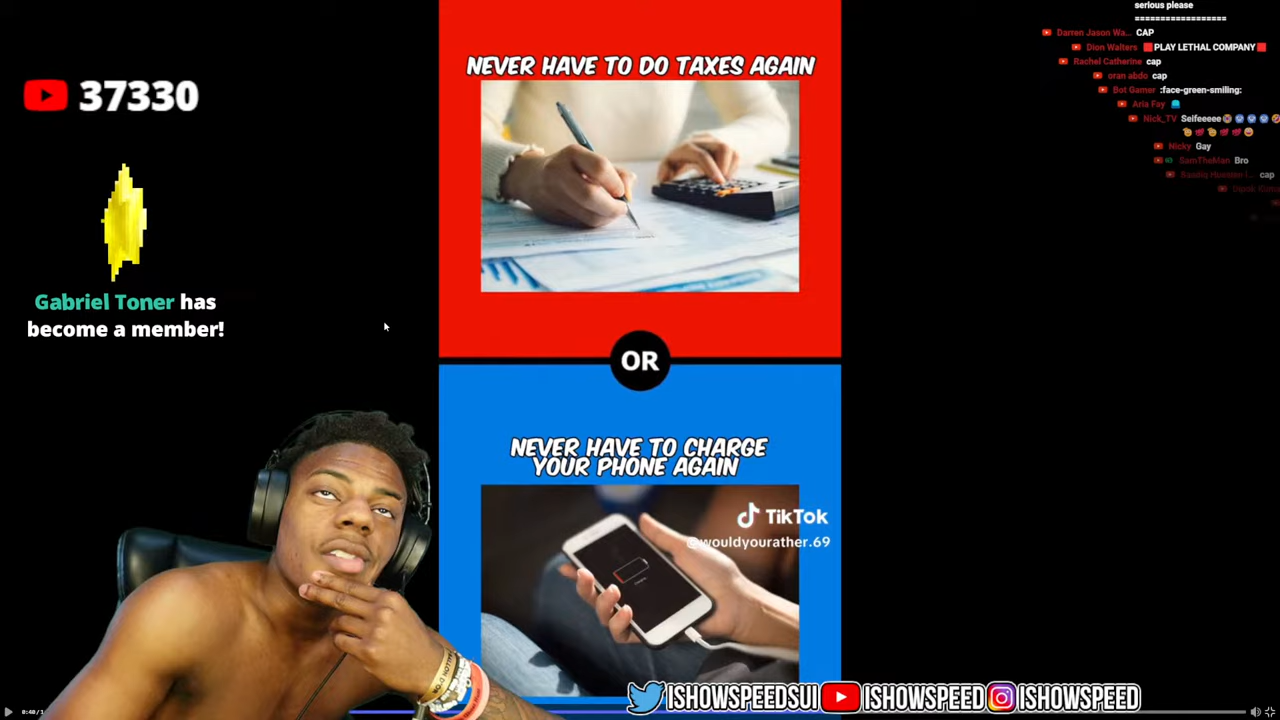 37330
Gabriel Toner has
become a member!
NEVER HAVE TO DO TAXES AGAIN
OR
NEVER HAVE TO CHARGE
YOUR PHONE AGAIN
TikTok
@wouldyourather.69
serious please
==================
Darren Jason Wa... CAP
Dion Walters PLAY LETHAL COMPANY
Rachel Catherine cap
oran abdo cap
Bot Gamer :face-green-smiling:
Aria Fay
Nick_TV Seifeeeee
Nicky Gay
SamTheMan Bro
cap
ISHOWSPEEDSUI ISHOWSPEED ISHOWSPEED